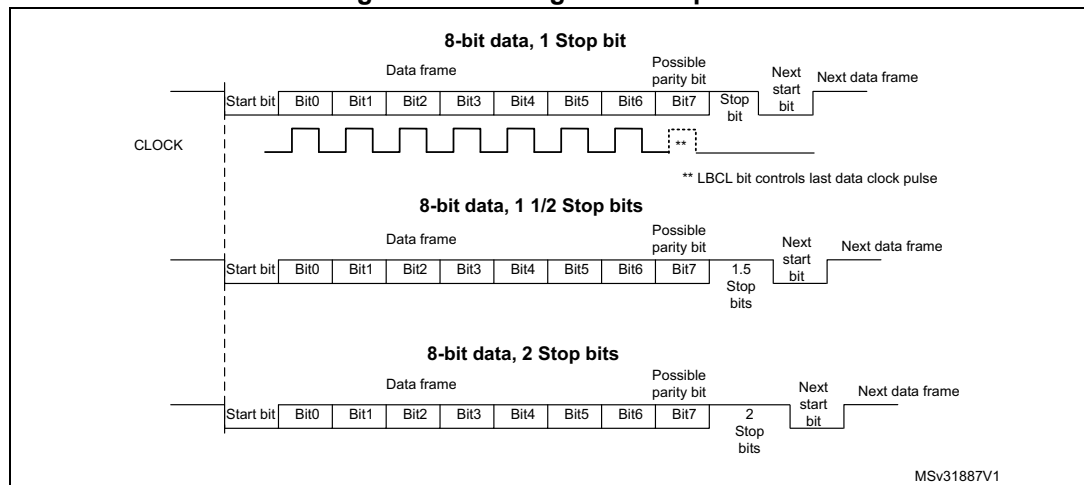 8-bit data, 1 Stop bit
Data frame
Possible
parity bit
Next
start
bit
Next data frame
Start bit Bit0 Bit1 Bit2 Bit3 Bit4 Bit5 Bit6 Bit7 Stop
bit
CLOCK
**
** LBCL bit controls last data clock pulse
8-bit data, 1 1/2 Stop bits
Data frame
Possible
parity bit
Next
start
bit
Next data frame
Start bit Bit0 Bit1 Bit2 Bit3 Bit4 Bit5 Bit6 Bit7 1.5
Stop
bits
8-bit data, 2 Stop bits
Data frame
Possible
parity bit
Next
start
bit
Next data frame
Start bit Bit0 Bit1 Bit2 Bit3 Bit4 Bit5 Bit6 Bit7 2
Stop
bits
MSv31887V1